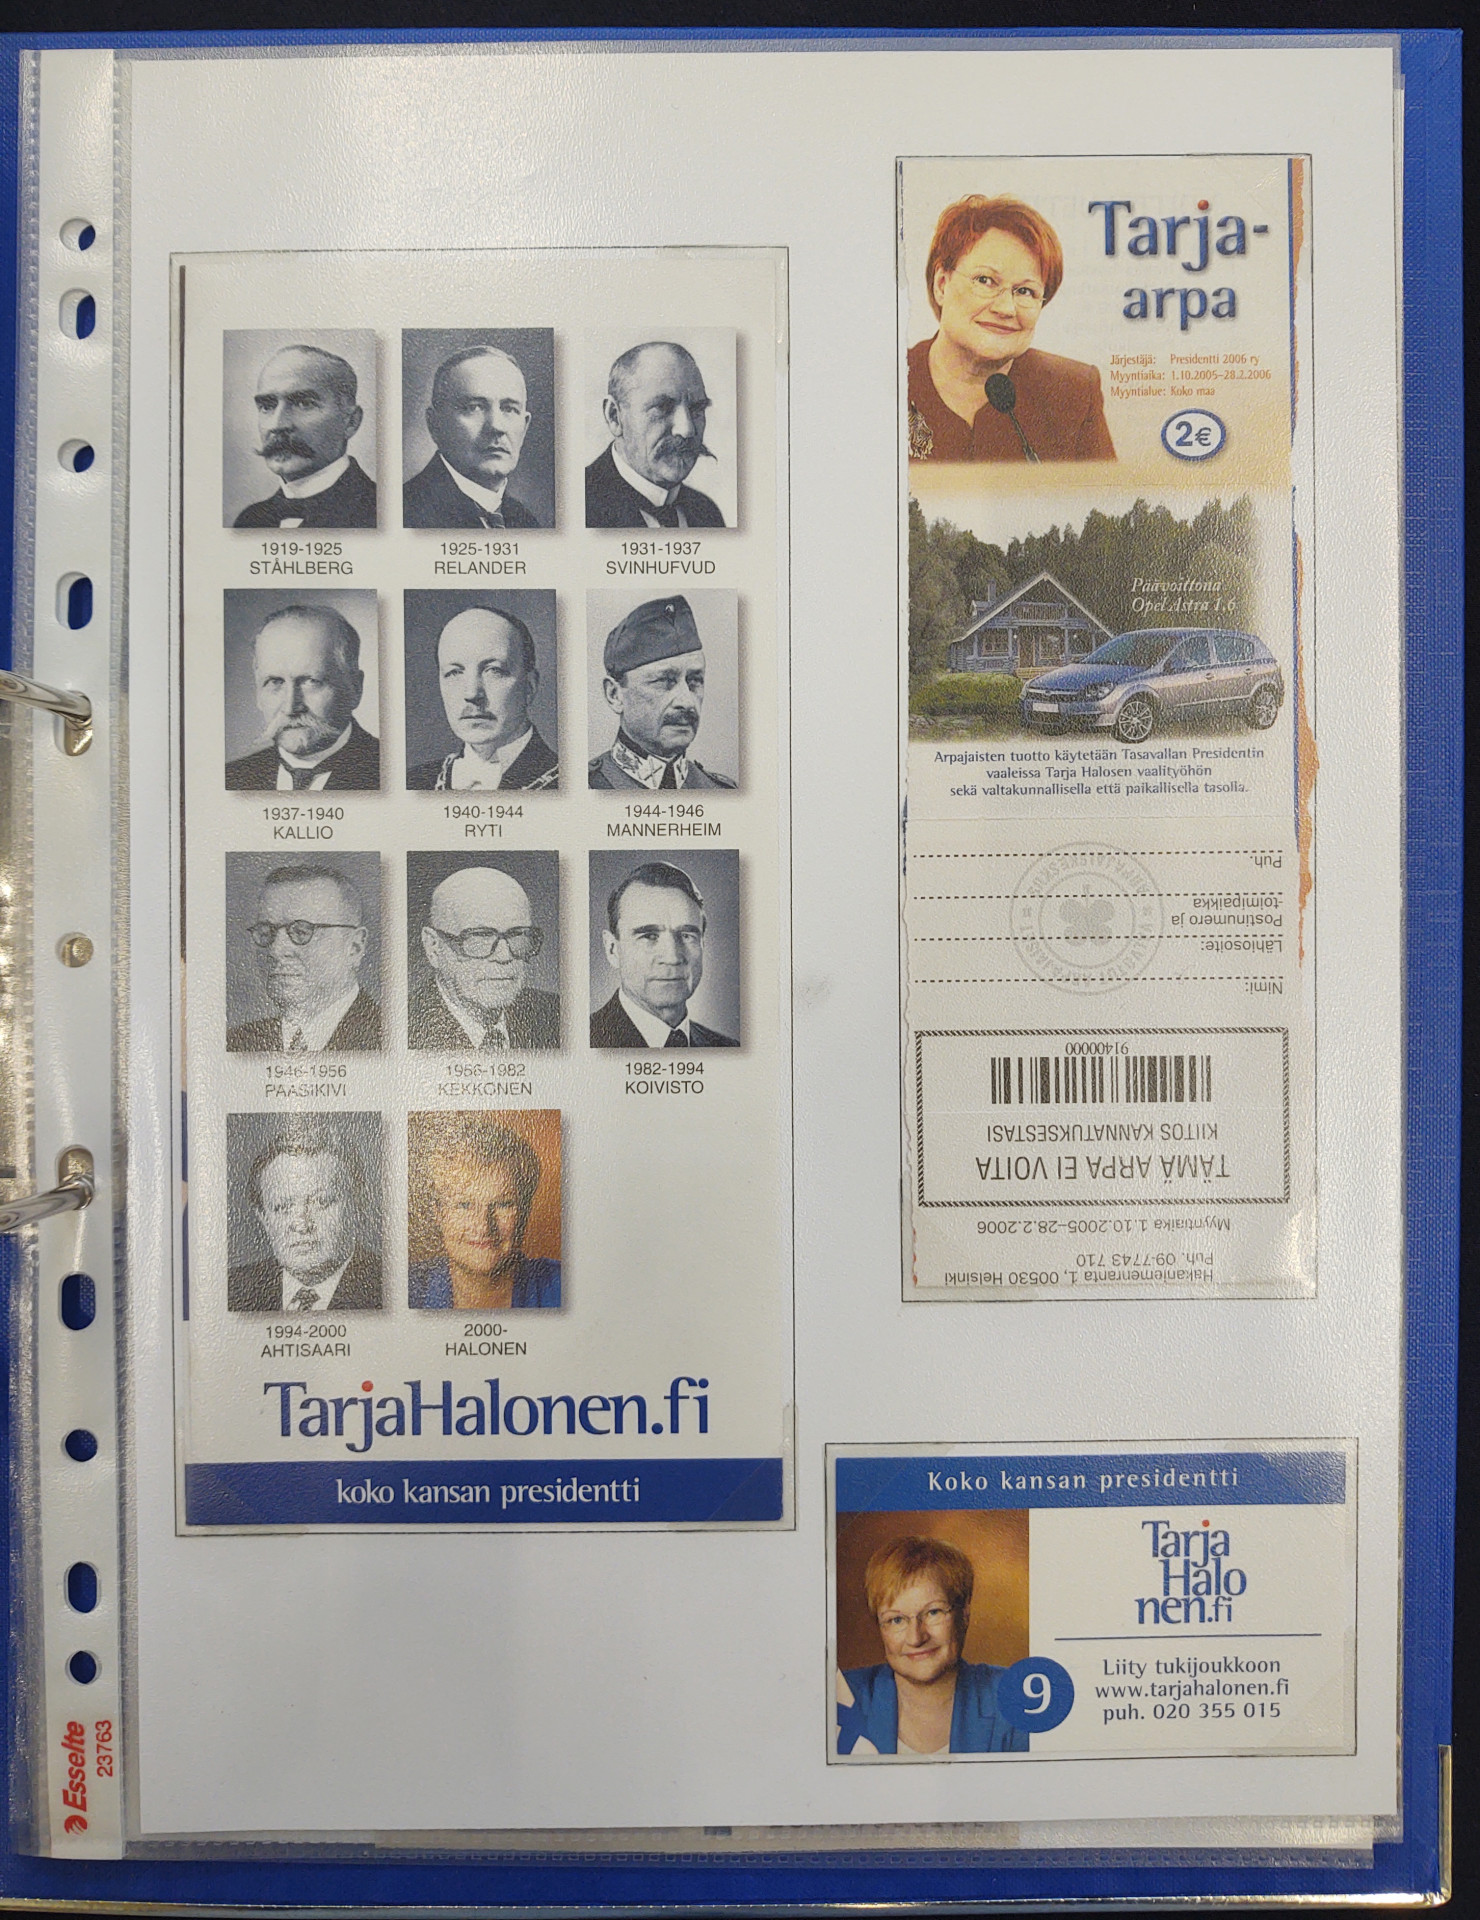 1919-1925
STÅHLBERG
1925-1931
RELANDER
1931-1937
SVINHUFVUD
1937-1940
KALLIO
1940-1944
RYTI
1944-1946
MANNERHEIM
1946-1956
PAASIKIVI
1956-1982
KEKKONEN
1982-1994
KOIVISTO
1994-2000
AHTISAARI
2000-
HALONEN
TarjaHalonen.fi
koko kansan presidentti
Tarja-
arpa
Järjestäjä: Presidentti 2006 ry
Myyntiaika: 1.10.2005–28.2.2006
Myyntialue: Koko maa
2€
Päävoittona
Opel Astra 1,6
Arpajaisten tuotto käytetään Tasavallan Presidentin
vaaleissa Tarja Halosen vaalityöhön
sekä valtakunnallisella että paikallisella tasolla.
Hakaniemenranta 1, 00530 Helsinki
Puh. 09-7743 710
Myyntiaika 1.10.2005–28.2.2006
TÄMÄ ARPA EI VOITA
KIITOS KANNATUKSESTASI
91400000
Nimi:
Lähiosoite:
Postinumero ja
-toimipaikka
Puh.
Koko kansan presidentti
Tarja
Halo
nen.fi
9
Liity tukijoukkoon
www.tarjahalonen.fi
puh. 020 355 015
Esselte
23763